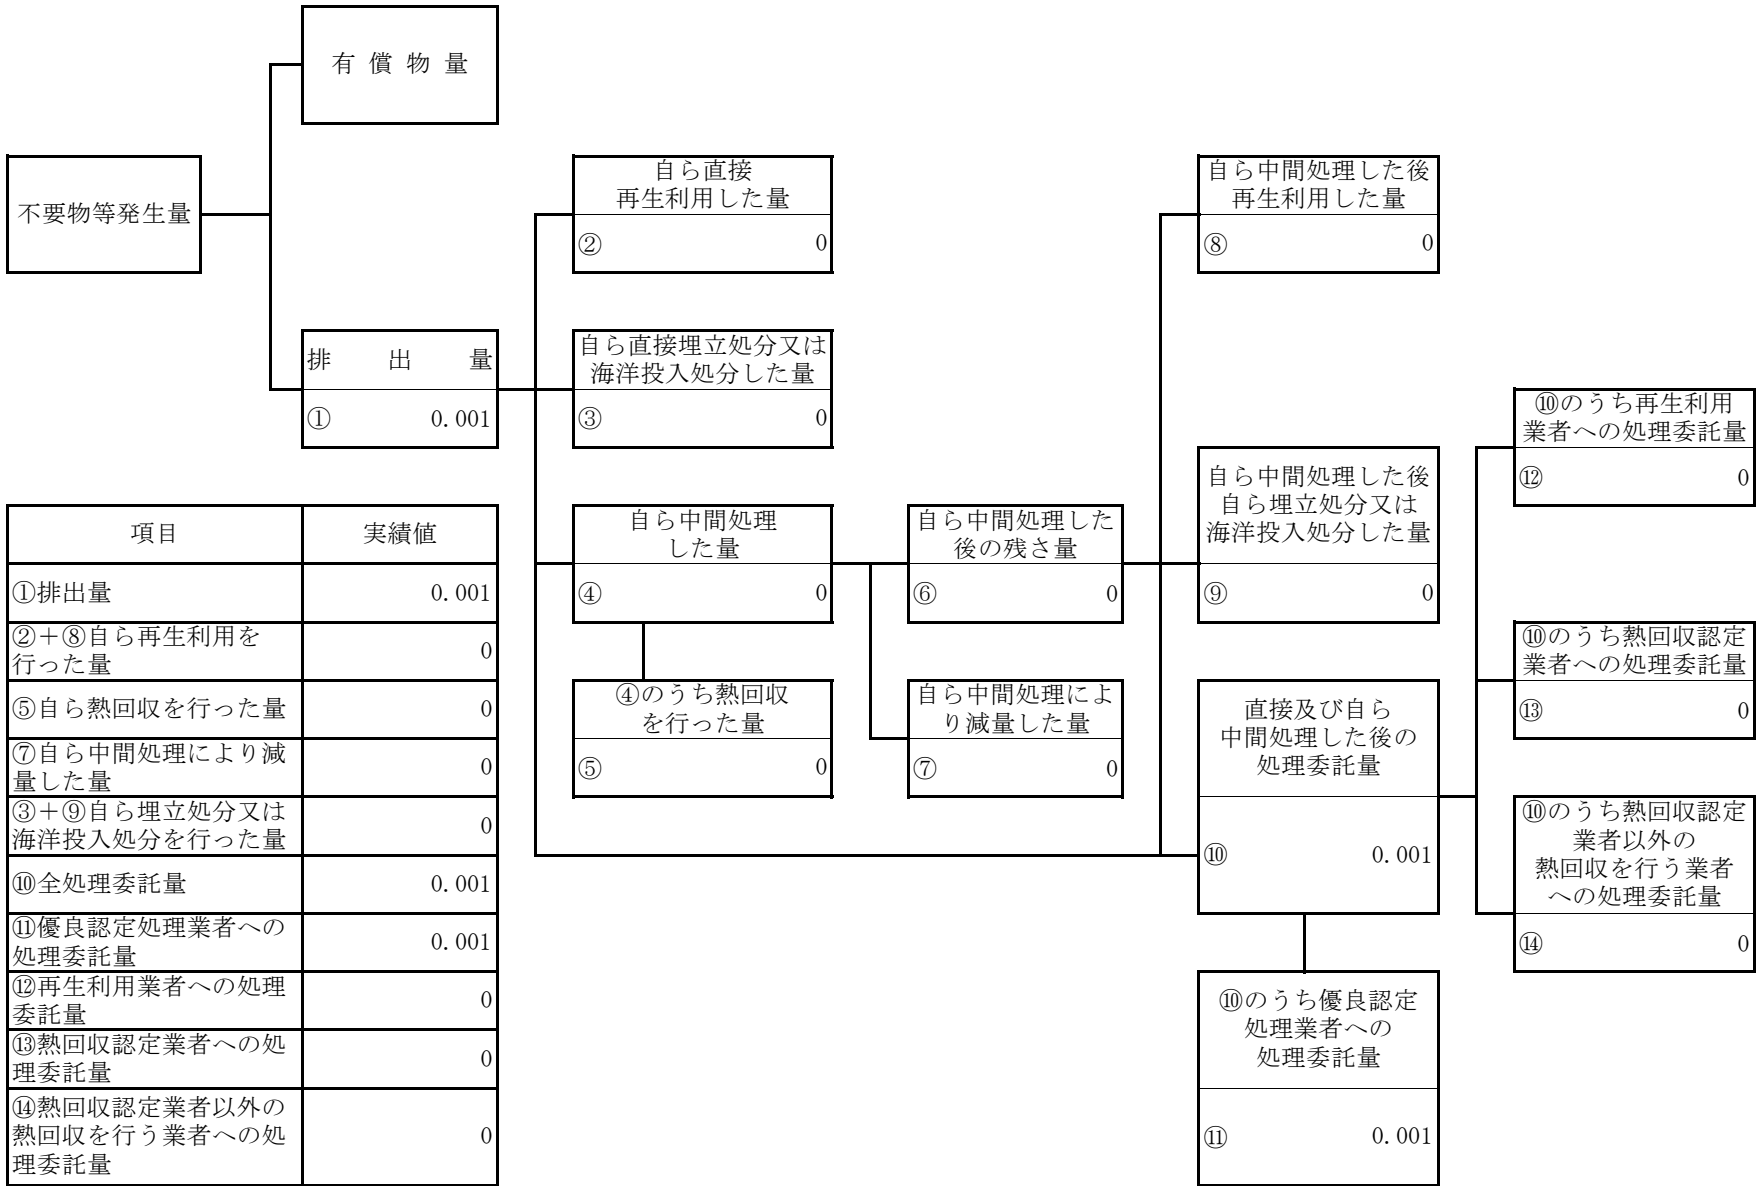 有償物量
不要物等発生量
自ら直接
再生利用した量
② 0
自ら中間処理した後
再生利用した量
⑧ 0
排出量
① 0.001
自ら直接埋立処分又は
海洋投入処分した量
③ 0
⑩のうち再生利用
業者への処理委託量
⑫ 0
自ら中間処理した後
自ら埋立処分又は
海洋投入処分した量
⑨ 0
自ら中間処理
した量
④ 0
自ら中間処理した
後の残さ量
⑥ 0
⑩のうち熱回収認定
業者への処理委託量
⑬ 0
④のうち熱回収
を行った量
⑤ 0
自ら中間処理によ
り減量した量
⑦ 0
直接及び自ら
中間処理した後の
処理委託量
⑩ 0.001
⑩のうち熱回収認定
業者以外の
熱回収を行う業者
への処理委託量
⑭ 0
⑩のうち優良認定
処理業者への
処理委託量
⑪ 0.001
項目 実績値
①排出量 0.001
②＋⑧自ら再生利用を
行った量 0
⑤自ら熱回収を行った量 0
⑦自ら中間処理により減
量した量 0
③＋⑨自ら埋立処分又は
海洋投入処分を行った量 0
⑩全処理委託量 0.001
⑪優良認定処理業者への
処理委託量 0.001
⑫再生利用業者への処理
委託量 0
⑬熱回収認定業者への処
理委託量 0
⑭熱回収認定業者以外の
熱回収を行う業者への処
理委託量 0